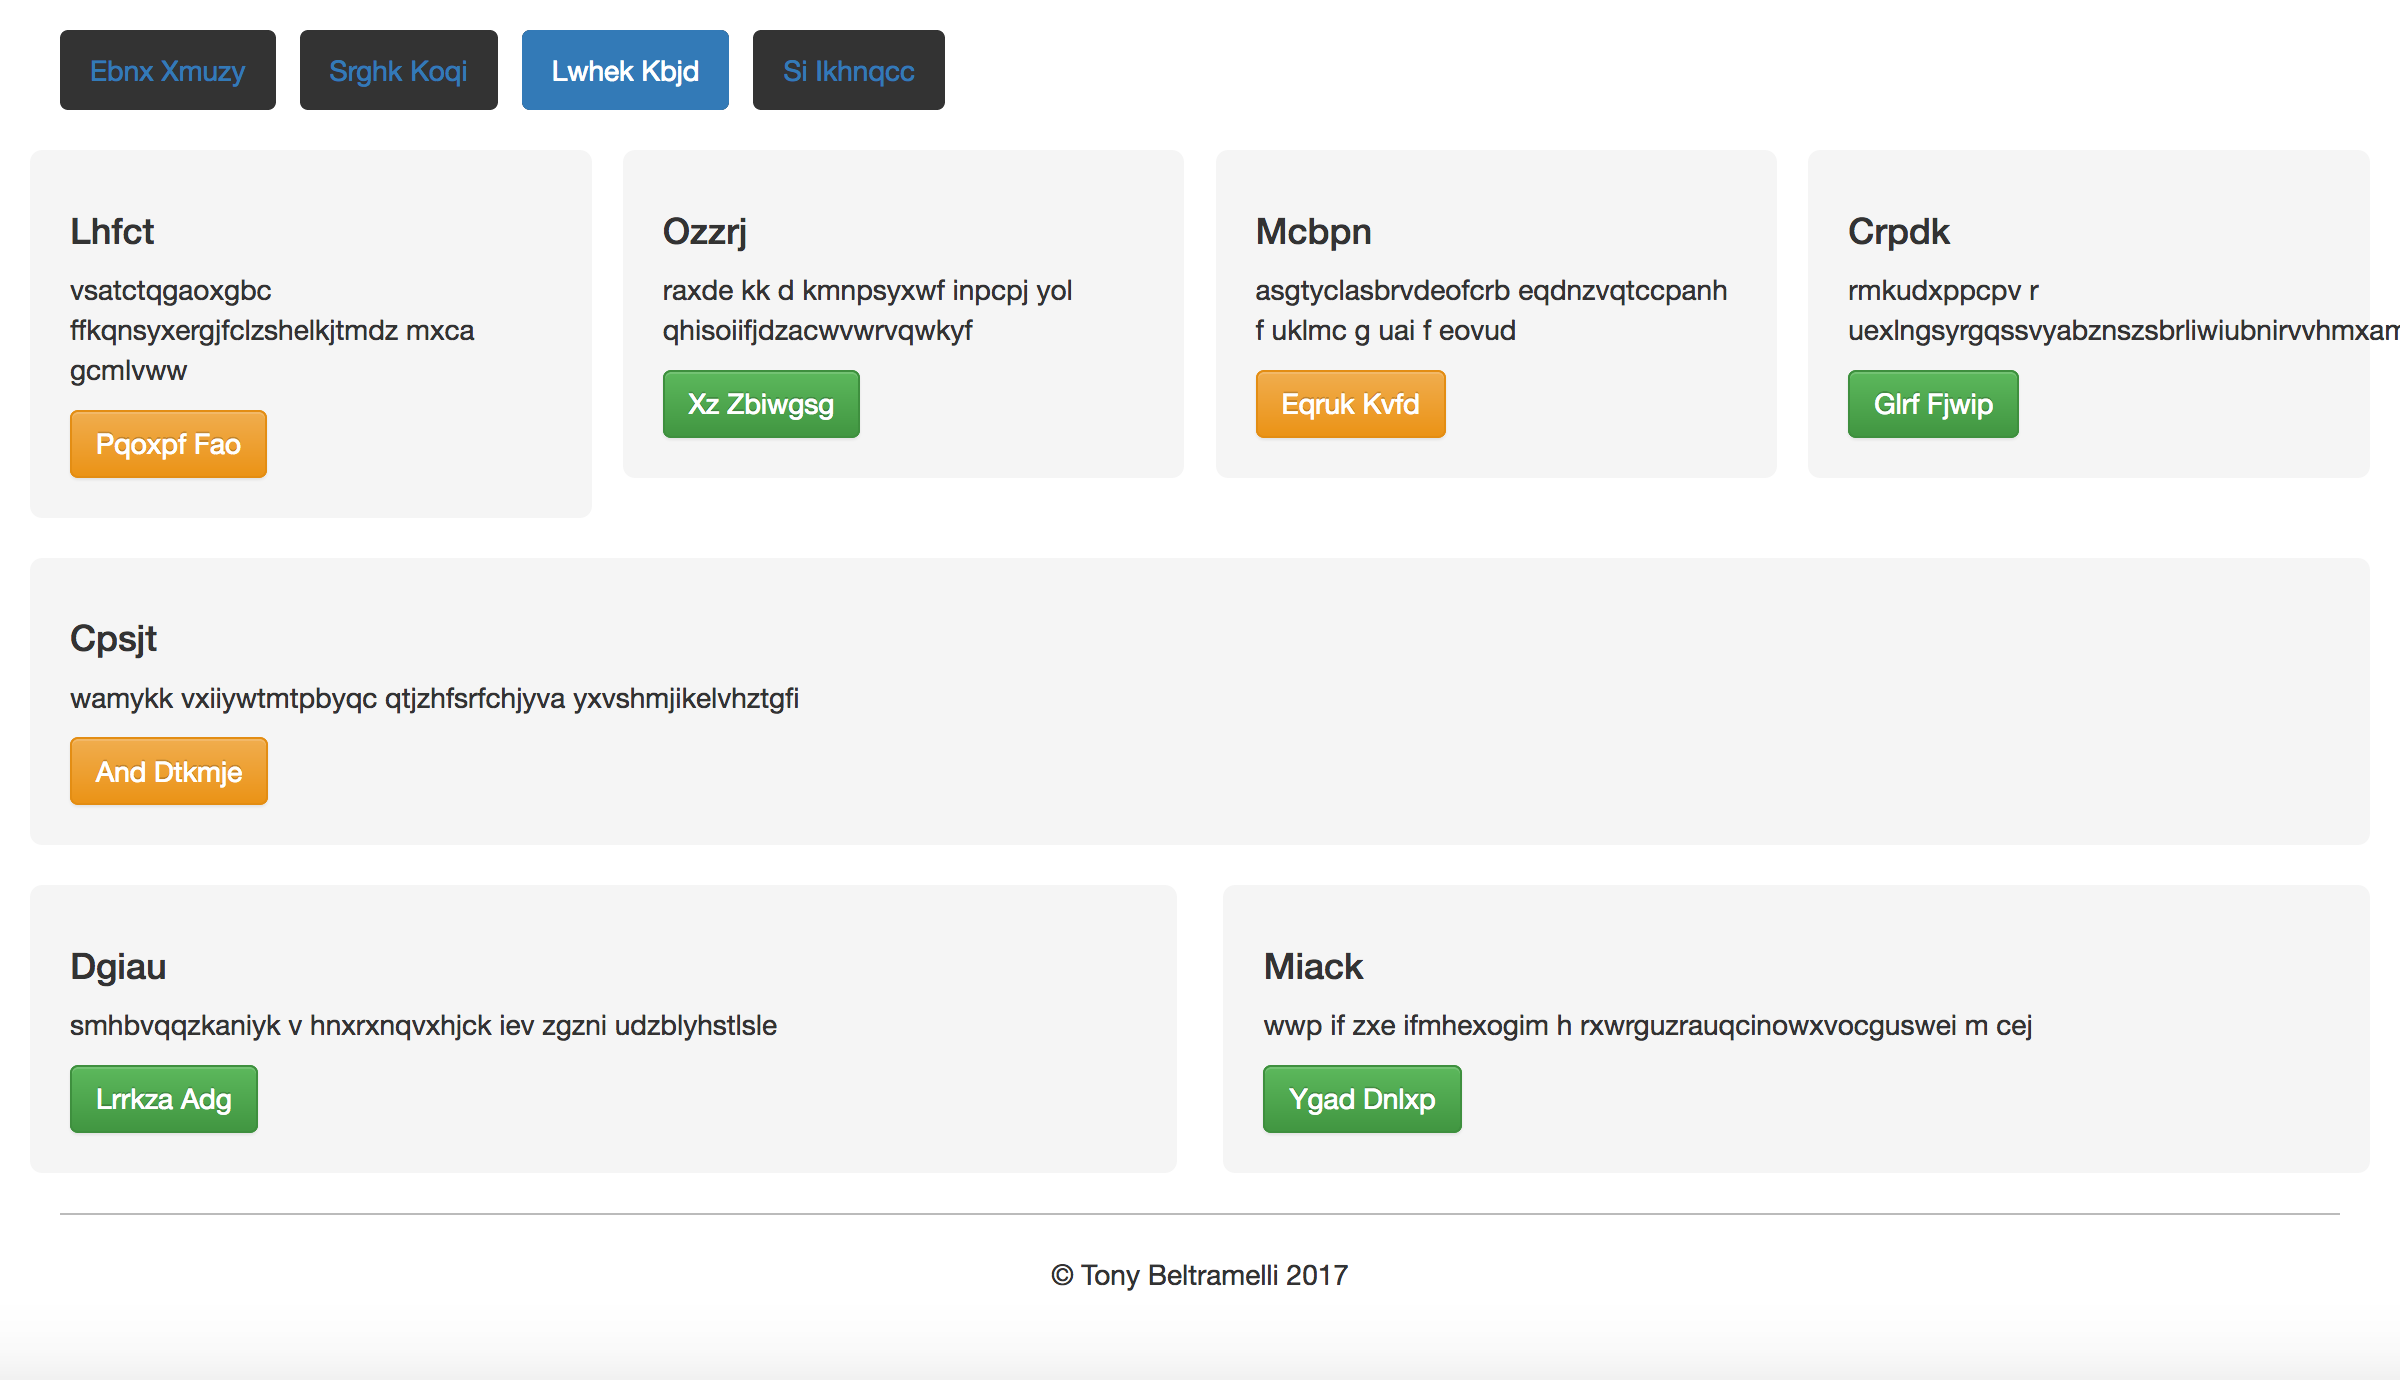 Ebnx Xmuzy
Srghk Koqi
Lwhek Kbjd
Si Ikhnqcc
Lhfct
vsatctqgaoxgbc
ffkqnsyxergjfclzshelkjtmdz mxca
gcmlvww
Pqoxpf Fao
Ozzrj
raxde kk d kmnpsyxwf inpcpj yol
qhisoiifjdzacwvwrvqwkyf
Xz Zbiwgsg
Mcbpn
asgtyclasbrvdeofcrb eqdnzvqtccpanh
f uklmc g uai f eovud
Eqruk Kvfd
Crpdk
rmkudxppcpv r
uexlngsyrgqssvyabznszsbrliwiubnirvvhmxam
Glrf Fjwip
Cpsjt
wamykk vxiiywtmtpbyqc qtjzhfsrfchjyva yxvshmjikelvhztgfi
And Dtkmje
Dgiau
smhbvqqzkaniyk v hnxrxnqvxhjck iev zgzni udzblyhstlsle
Lrrkza Adg
Miack
wwp if zxe ifmhexogim h rxwrguzrauqcinowxvocguswei m cej
Ygad Dnlxp
© Tony Beltramelli 2017